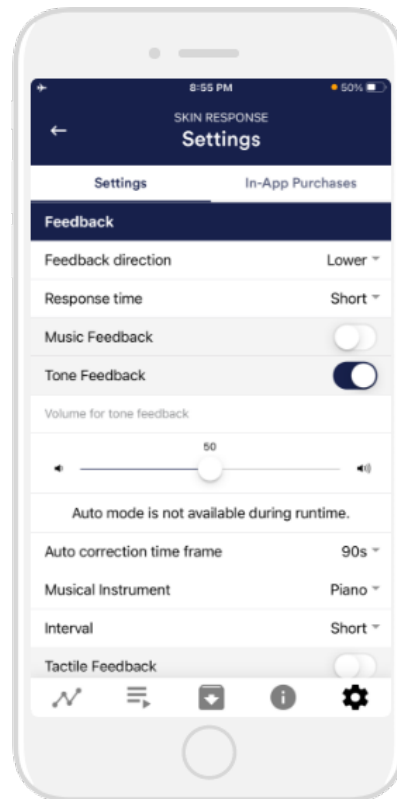 8:55 PM
50%
SKIN RESPONSE
Settings
Settings In-App Purchases
Feedback
Feedback direction Lower
Response time Short
Music Feedback
Tone Feedback
Volume for tone feedback
50
Auto mode is not available during runtime.
Auto correction time frame 90s
Musical Instrument Piano
Interval Short
Tactile Feedback